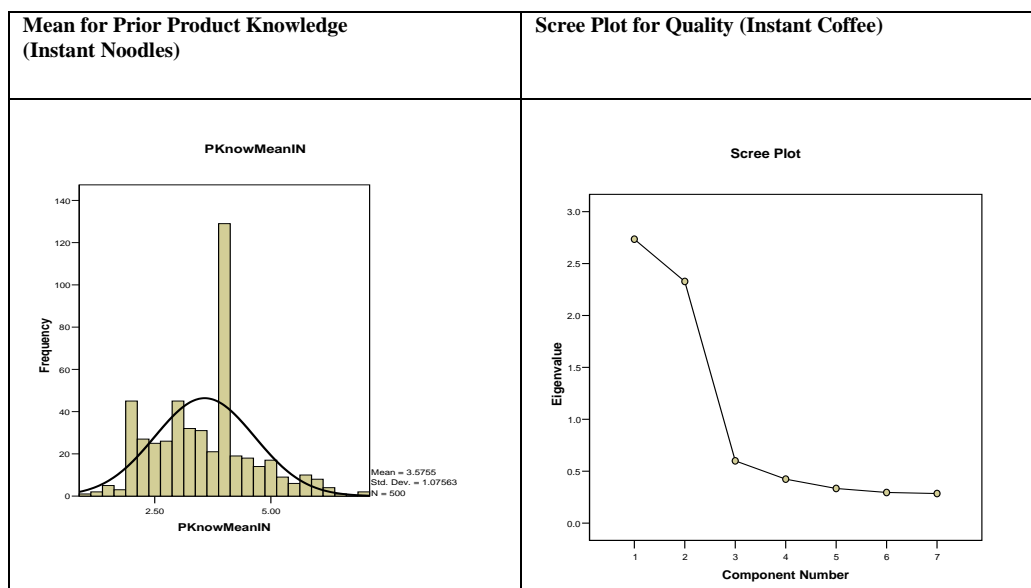 Mean for Prior Product Knowledge
(Instant Noodles)
Scree Plot for Quality (Instant Coffee)
PKnowMeanIN
140
120
100
80
60
40
20
0
Frequency
2.50
5.00
PKnowMeanIN
Mean = 3.5755
Std. Dev. = 1.07563
N = 500
Scree Plot
3.0
2.5
2.0
1.5
1.0
0.5
0.0
Eigenvalue
1 2 3 4 5 6 7
Component Number